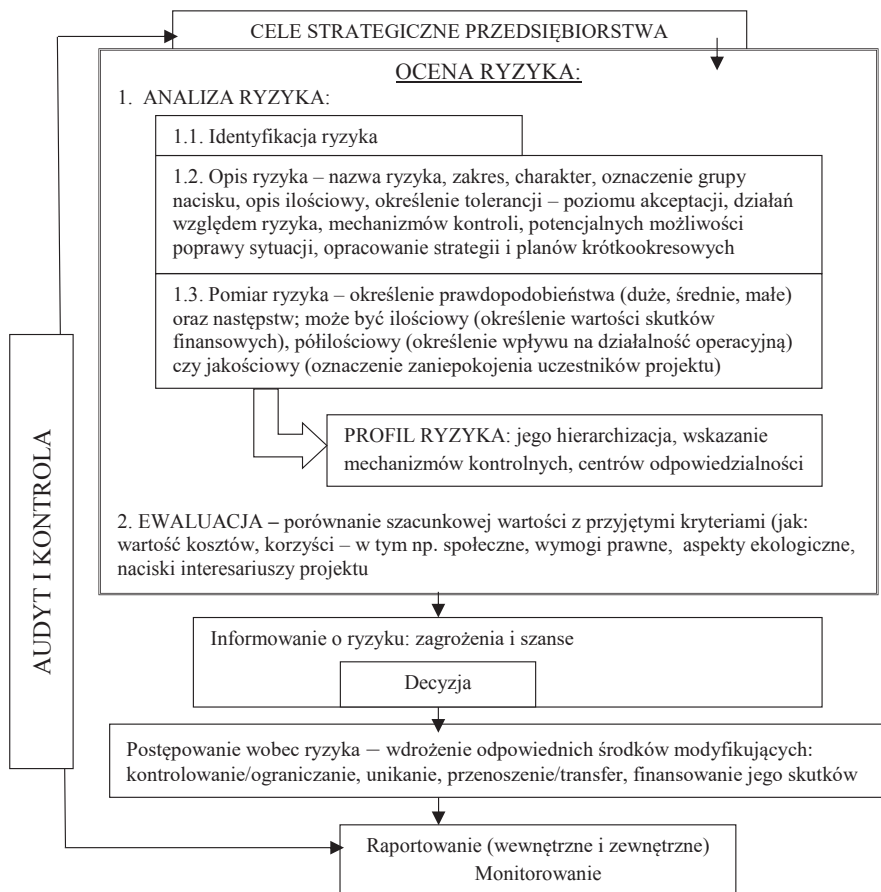 CELE STRATEGICZNE PRZEDSIĘBIORSTWA
OCENA RYZYKA:
1. ANALIZA RYZYKA:
1.1. Identyfikacja ryzyka
1.2. Opis ryzyka – nazwa ryzyka, zakres, charakter, oznaczenie grupy
nacisku, opis ilościowy, określenie tolerancji – poziomu akceptacji, działań
względem ryzyka, mechanizmów kontroli, potencjalnych możliwości
poprawy sytuacji, opracowanie strategii i planów krótkookresowych
1.3. Pomiar ryzyka – określenie prawdopodobieństwa (duże, średnie, małe)
oraz następstw; może być ilościowy (określenie wartości skutków
finansowych), półilościowy (określenie wpływu na działalność operacyjną)
czy jakościowy (oznaczenie zaniepokojenia uczestników projektu)
PROFIL RYZYKA: jego hierarchizacja, wskazanie
mechanizmów kontrolnych, centrów odpowiedzialności
2. EWALUACJA – porównanie szacunkowej wartości z przyjętymi kryteriami (jak:
wartość kosztów, korzyści – w tym np. społeczne, wymogi prawne, aspekty ekologiczne,
naciski interesariuszy projektu
AUDYT I KONTROLA
Informowanie o ryzyku: zagrożenia i szanse
Decyzja
Postępowanie wobec ryzyka – wdrożenie odpowiednich środków modyfikujących:
kontrolowanie/ograniczanie, unikanie, przenoszenie/transfer, finansowanie jego skutków
Raportowanie (wewnętrzne i zewnętrzne)
Monitorowanie